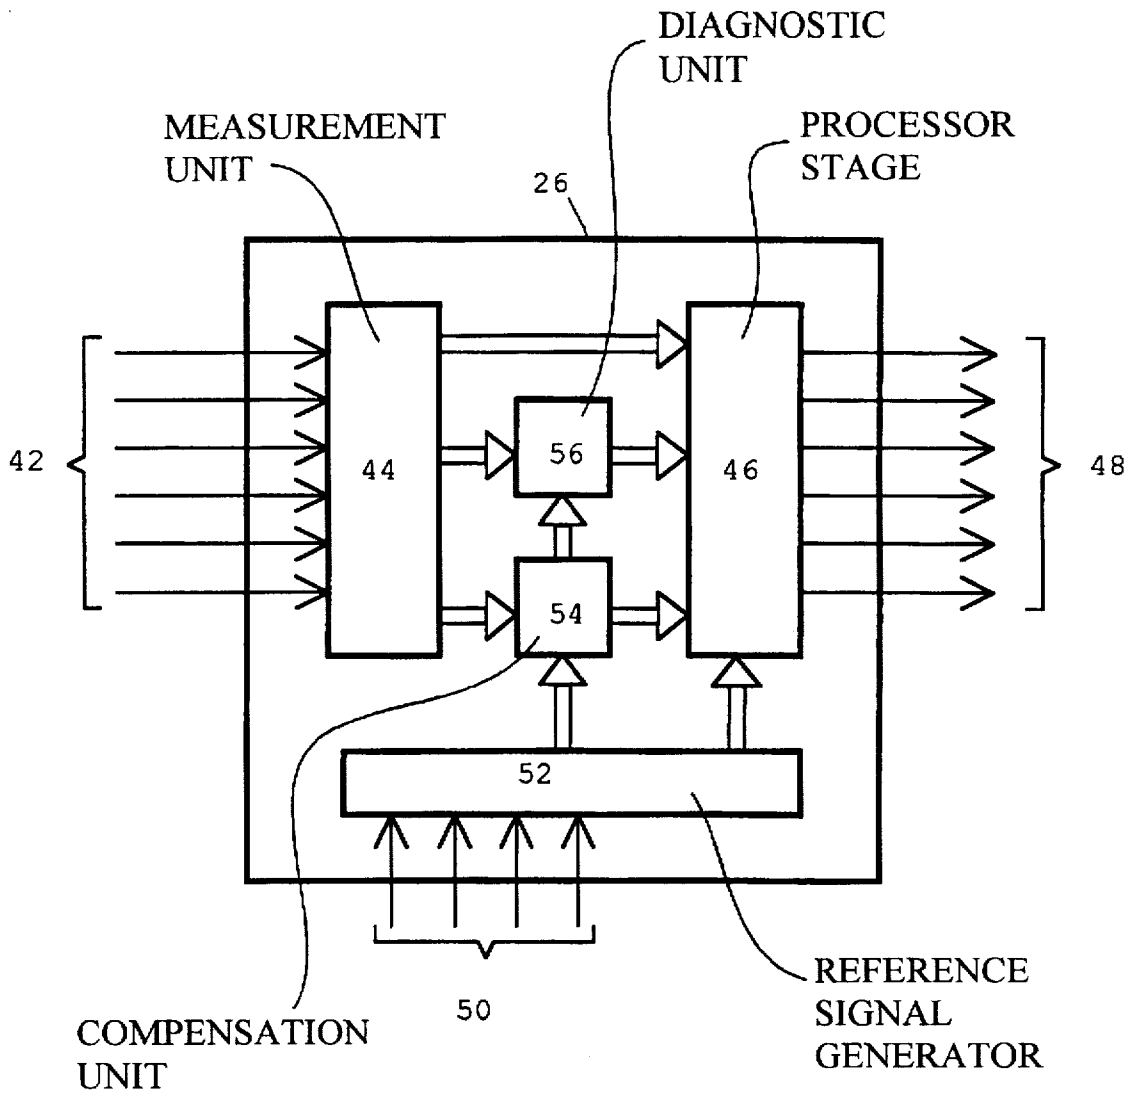 DIAGNOSTIC
UNIT
MEASUREMENT
UNIT
PROCESSOR
STAGE
26
42
44
56
46
48
54
52
50
COMPENSATION
UNIT
REFERENCE
SIGNAL
GENERATOR